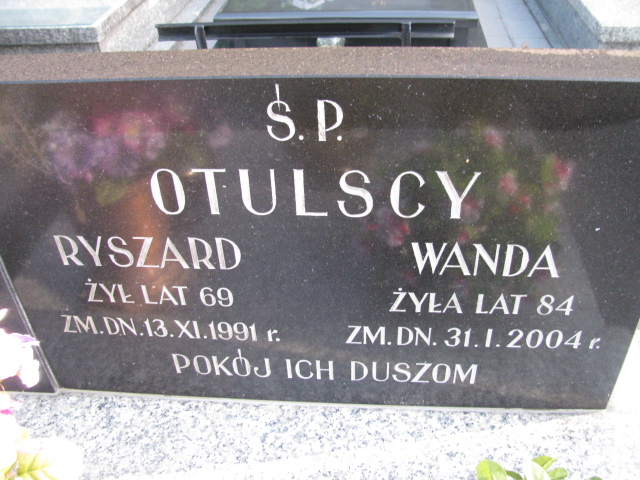 Ś.P.
OTULSCY
RYSZARD
ŻYŁ LAT 69
ZM.DN.13.XI.1991 r.
WANDA
ŻYŁA LAT 84
ZM.DN. 31.I.2004 r.
POKÓJ ICH DUSZOM